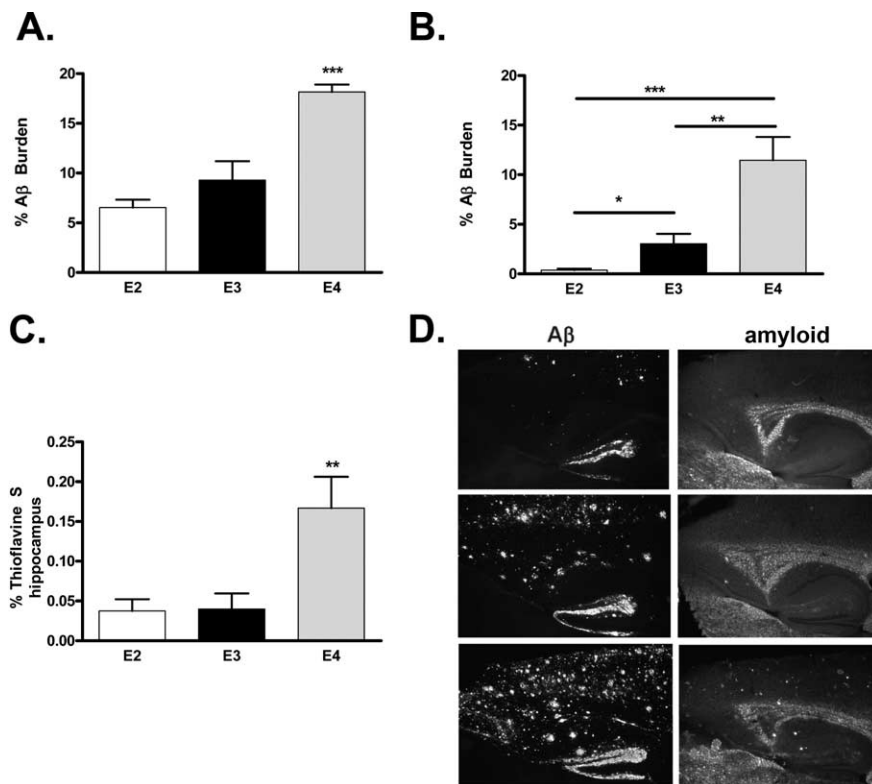 A.
20
15
10
5
0
% Aβ Burden
***
E2 E3 E4
B.
20
15
10
5
0
% Aβ Burden
***
**
*
E2 E3 E4
C.
0.25
0.20
0.15
0.10
0.05
0.00
% Thioflavine S
hippocampus
**
E2 E3 E4
D.
Aβ amyloid